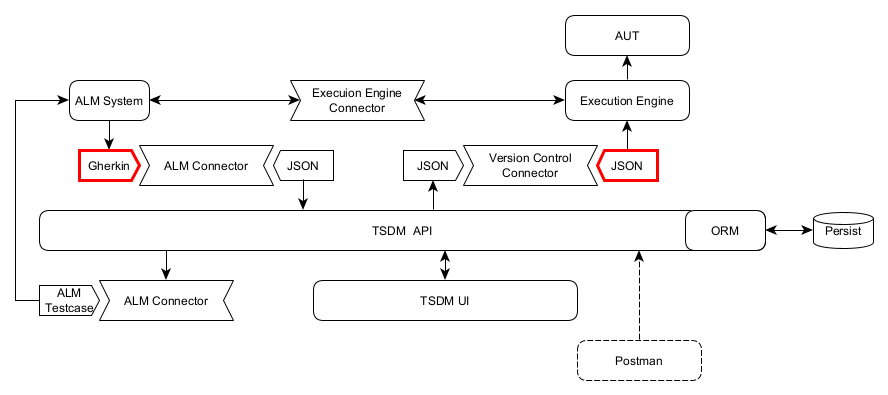 AUT
ALM System
Execuion Engine
Connector
Execution Engine
Gherkin
ALM Connector
JSON
JSON
Version Control
Connector
JSON
TSDM API
ORM
Persist
ALM
Testcase
ALM Connector
TSDM UI
Postman